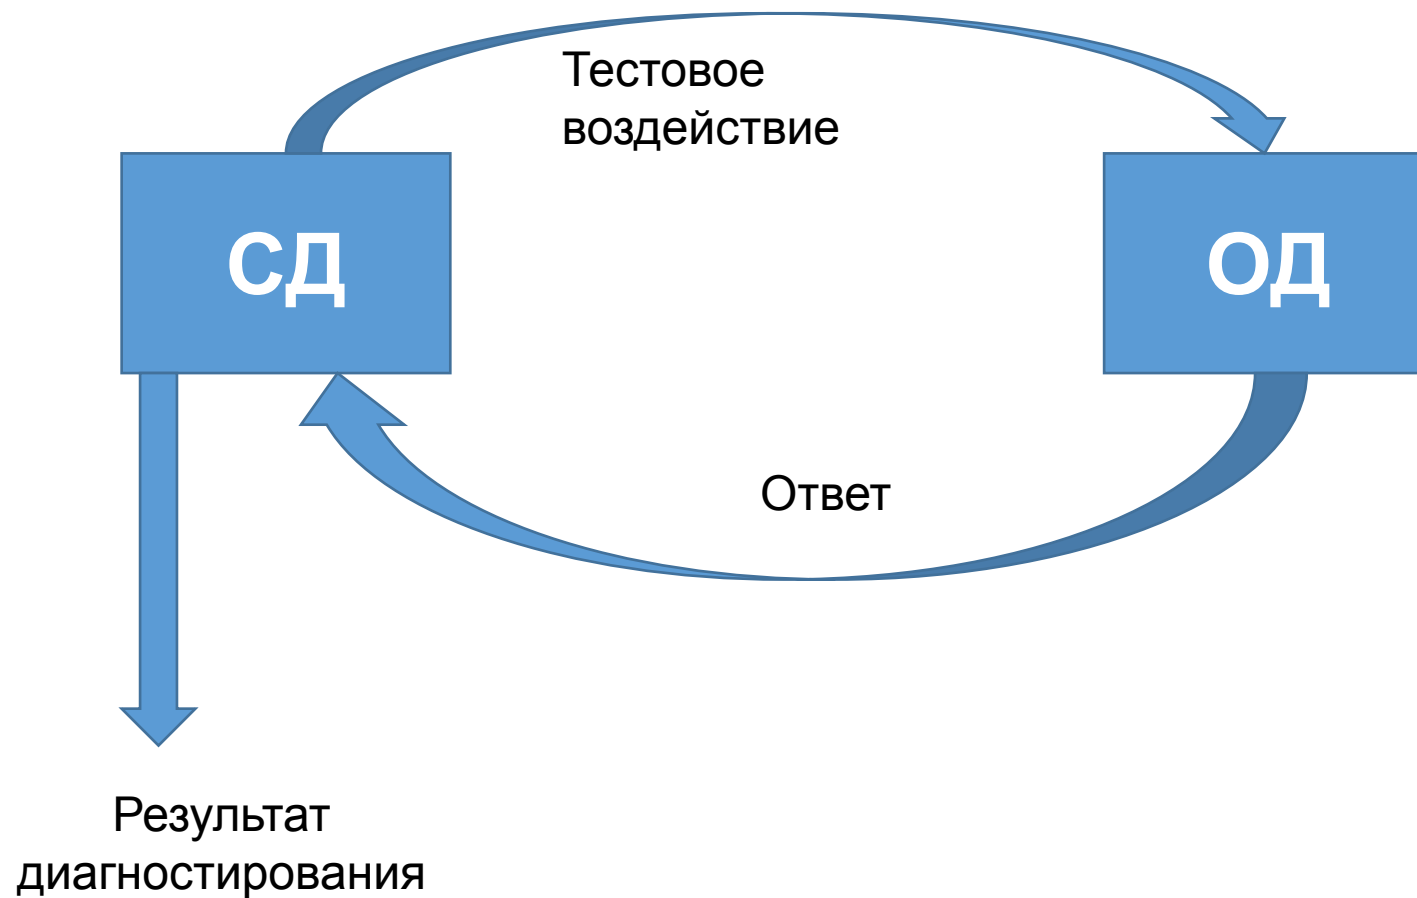 Тестовое
воздействие
СД
ОД
Ответ
Результат
диагностирования